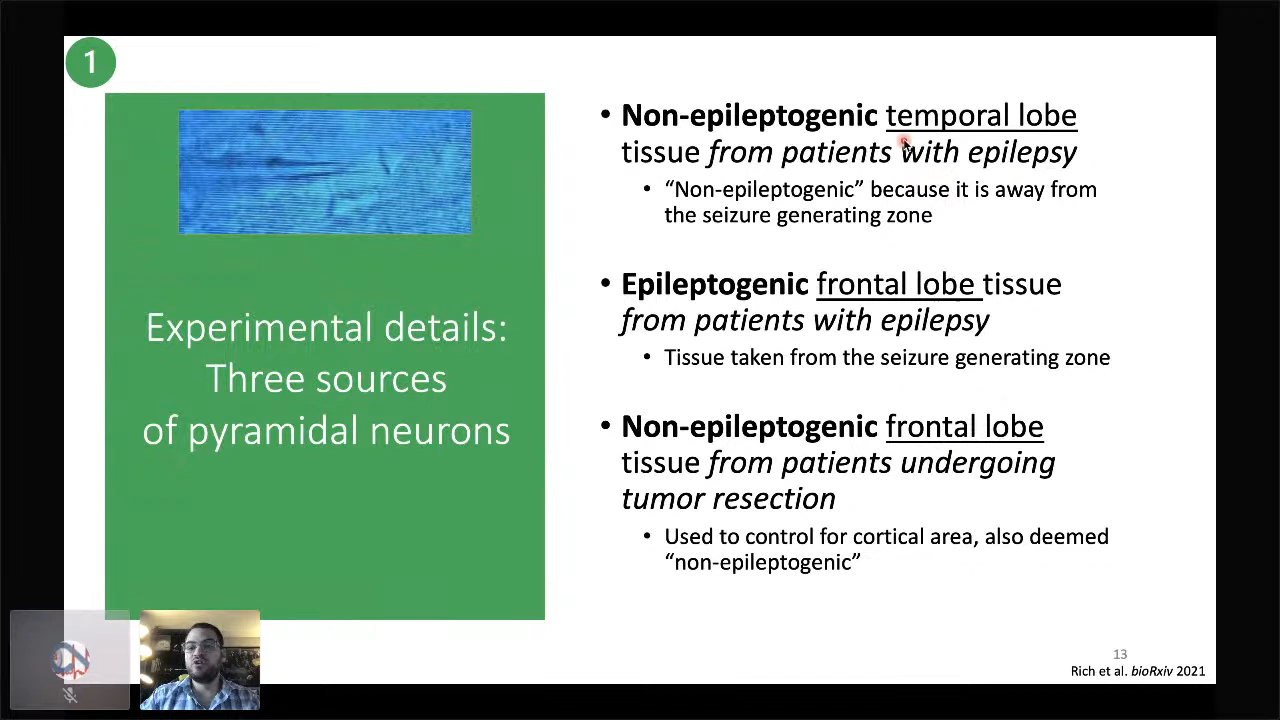 1
Experimental details:
Three sources
of pyramidal neurons
• Non-epileptogenic temporal lobe
tissue from patients with epilepsy
• “Non-epileptogenic” because it is away from
the seizure generating zone
• Epileptogenic frontal lobe tissue
from patients with epilepsy
• Tissue taken from the seizure generating zone
• Non-epileptogenic frontal lobe
tissue from patients undergoing
tumor resection
• Used to control for cortical area, also deemed
“non-epileptogenic”
13
Rich et al. bioRxiv 2021